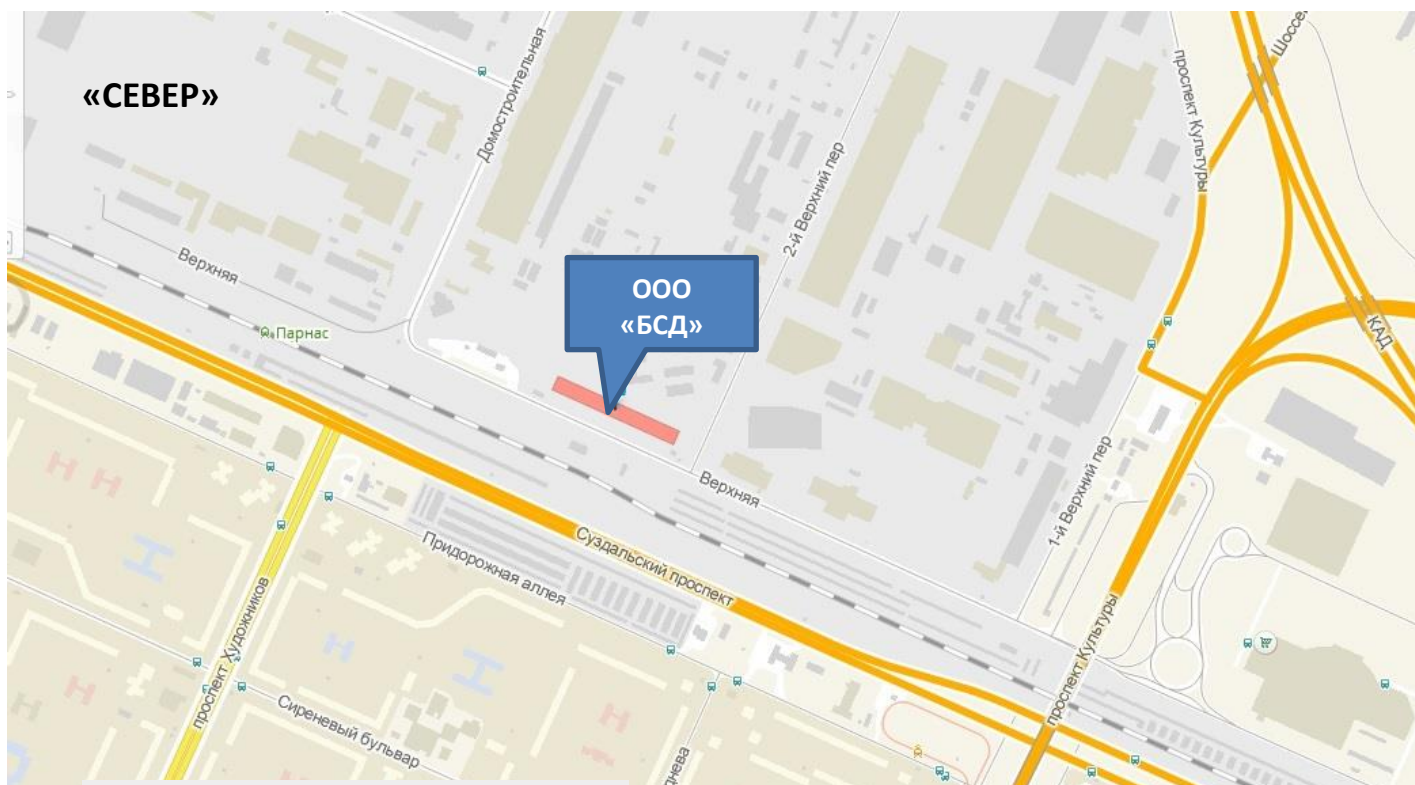 «СЕВЕР»
Домостроительная
проспект Культуры
Шоссе
2-й Верхний пер
Верхняя
ООО
«БСД»
Парнас
КАД
1-й Верхний пер
Верхняя
Суздальский проспект
Придорожная аллея
проспект Художников
проспект Культуры
Сиреневый бульвар
днева